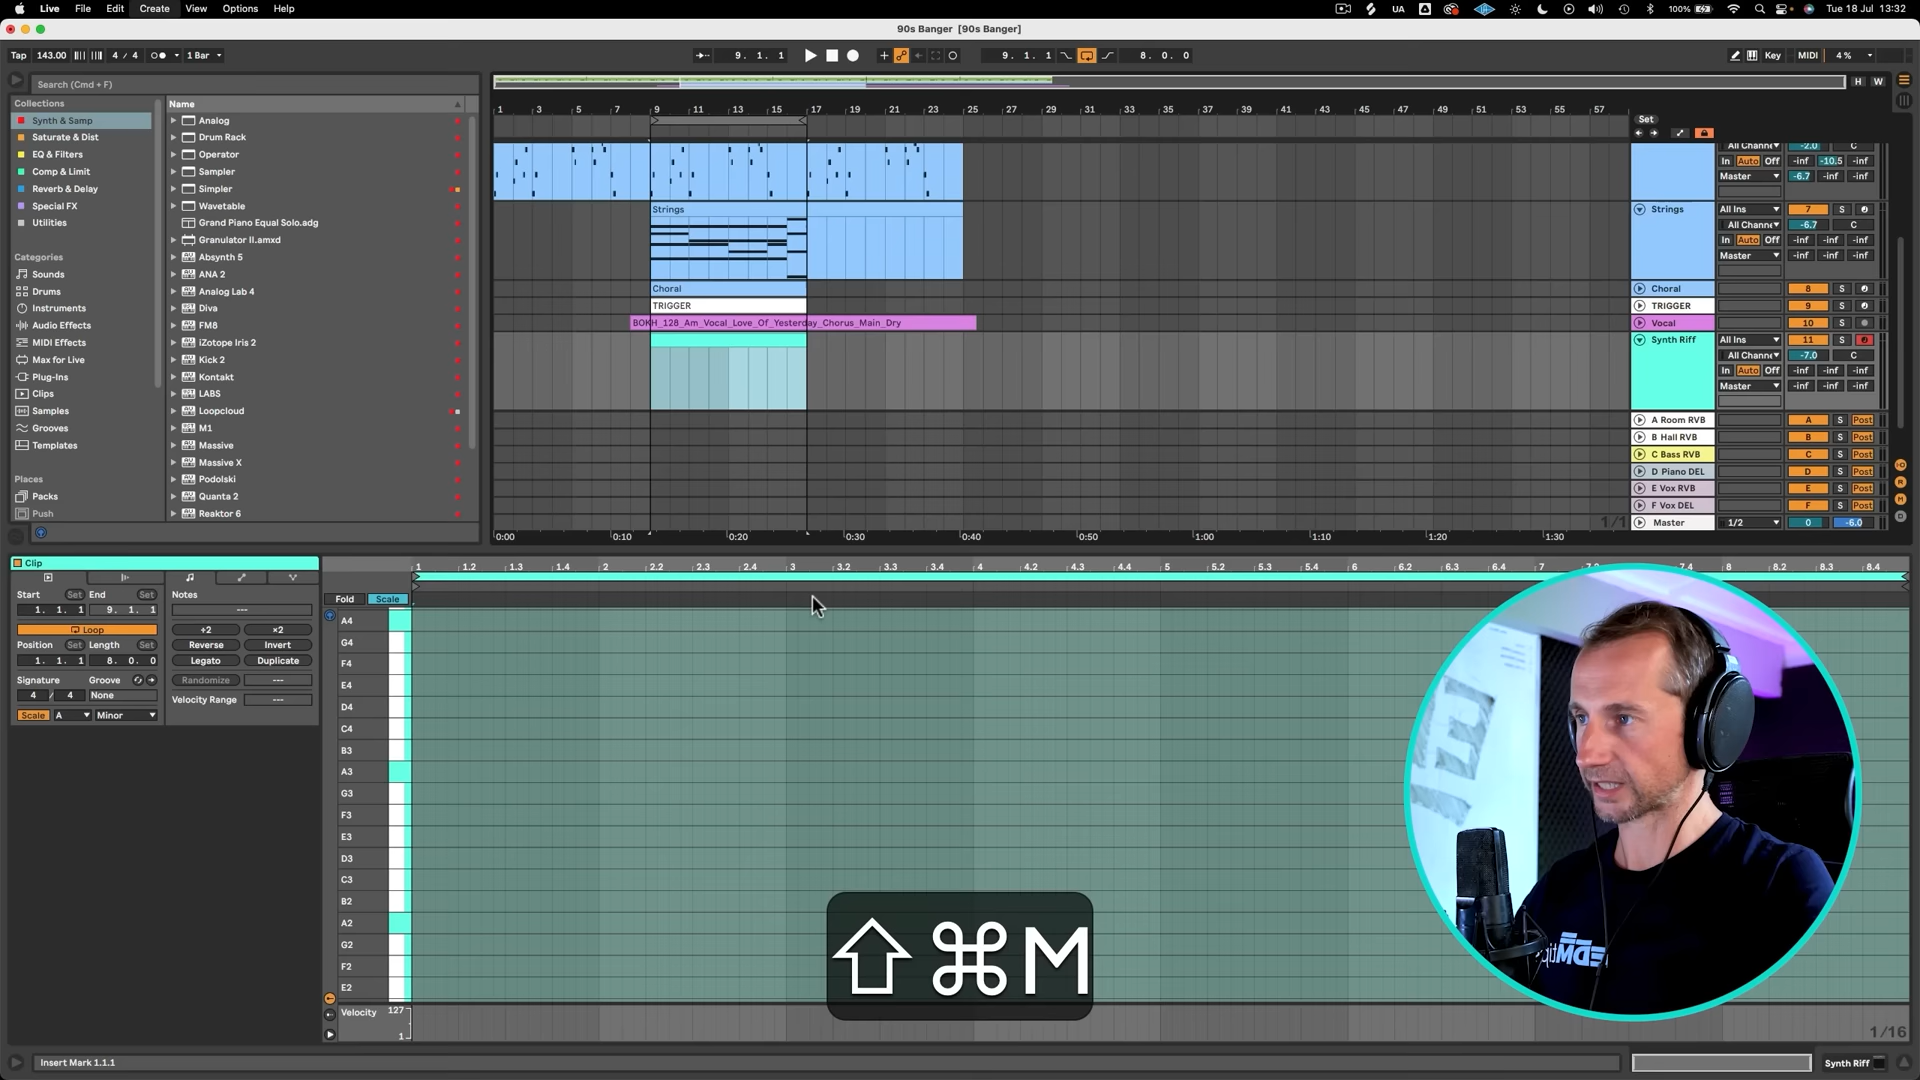 Live File Edit Create View Options Help
UA 100% Tue 18 Jul 13:32
90s Banger [90s Banger]
Tap 143.00 4 / 4 1 Bar 9. 1. 1 9. 1. 1 8. 0. 0 Key MIDI 4%
Search (Cmd + F)
H W
Collections
Synth & Samp
Saturate & Dist
EQ & Filters
Comp & Limit
Reverb & Delay
Special FX
Utilities
Categories
Sounds
Drums
Instruments
Audio Effects
MIDI Effects
Max for Live
Plug-Ins
Clips
Samples
Grooves
Templates
Places
Packs
Push
Name
Analog
Drum Rack
Operator
Sampler
Simpler
Wavetable
Grand Piano Equal Solo.adg
Granulator II.amxd
Absynth 5
ANA 2
Analog Lab 4
Diva
FM8
iZotope Iris 2
Kick 2
Kontakt
LABS
Loopcloud
M1
Massive
Massive X
Podolski
Quanta 2
Reaktor 6
1 3 5 7 9 11 13 15 17 19 21 23 25 27 29 31 33 35 37 39 41 43 45 47 49 51 53 55 57
Strings
Choral
TRIGGER
BOKH_128_Am_Vocal_Love_Of_Yesterday_Chorus_Main_Dry
1/1
0:00 0:10 0:20 0:30 0:40 0:50 1:00 1:10 1:20 1:30
Set
All Channe -2.0 C
In Auto Off -inf -10.5 -inf
Master -6.7 -inf -inf
Strings All Ins 7 S
All Channe -6.7 C
In Auto Off -inf -inf -inf
Master -inf -inf -inf
Choral 8 S
TRIGGER 9 S
Vocal 10 S
Synth Riff All Ins 11 S
All Channe -7.0 C
In Auto Off -inf -inf -inf
Master -inf -inf -inf
A Room RVB A S Post
B Hall RVB B S Post
C Bass RVB C S Post
D Piano DEL D S Post
E Vox RVB E S Post
F Vox DEL F S Post
Master 1/2 0 -6.0
Clip
Start Set End Set
1. 1. 1 9. 1. 1
Loop
Position Set Length Set
1. 1. 1 8. 0. 0
Signature Groove
4 / 4 None
Scale A Minor
Notes
---
÷2 ×2
Reverse Invert
Legato Duplicate
Randomize ---
Velocity Range ---
1 1.2 1.3 1.4 2 2.2 2.3 2.4 3 3.2 3.3 3.4 4 4.2 4.3 4.4 5 5.2 5.3 5.4 6 6.2 6.3 6.4 7 7.4 8 8.2 8.3 8.4
Fold Scale
A4
G4
F4
E4
D4
C4
B3
A3
G3
F3
E3
D3
C3
B2
A2
G2
F2
E2
Velocity 127
1
⇧ ⌘ M
1/16
Insert Mark 1.1.1
Synth Riff